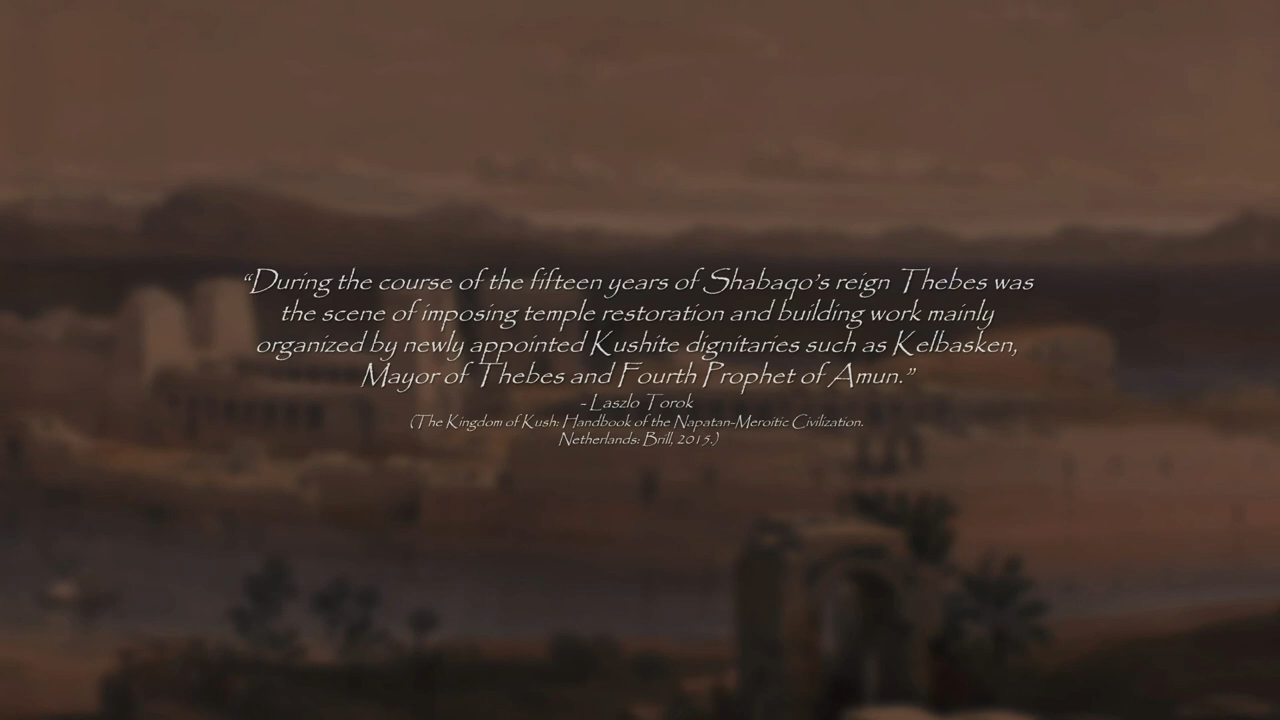 “During the course of the fifteen years of Shabaqo’s reign Thebes was
the scene of imposing temple restoration and building work mainly
organized by newly appointed Kushite dignitaries such as Kelbasken,
Mayor of Thebes and Fourth Prophet of Amun.”
- Laszlo Torok
(The Kingdom of Kush: Handbook of the Napatan-Meroitic Civilization.
Netherlands: Brill, 2015.)